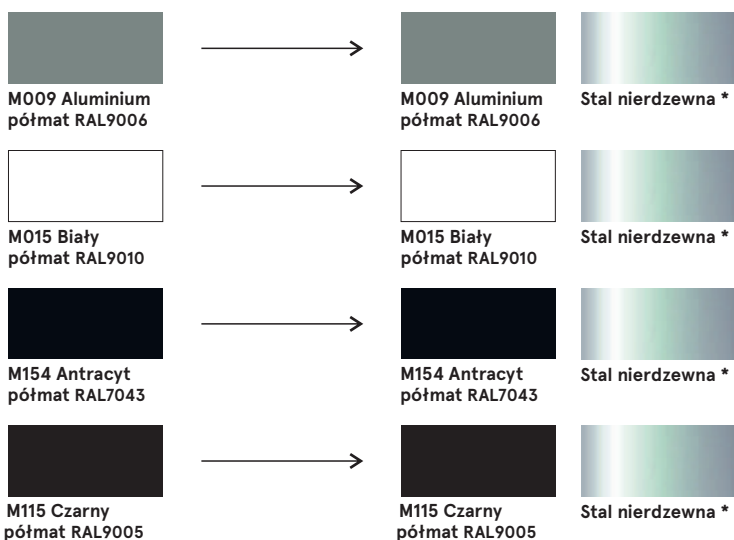 M009 Aluminium
półmat RAL9006
M009 Aluminium
półmat RAL9006
Stal nierdzewna *
M015 Biały
półmat RAL9010
M015 Biały
półmat RAL9010
Stal nierdzewna *
M154 Antracyt
półmat RAL7043
M154 Antracyt
półmat RAL7043
Stal nierdzewna *
M115 Czarny
półmat RAL9005
M115 Czarny
półmat RAL9005
Stal nierdzewna *